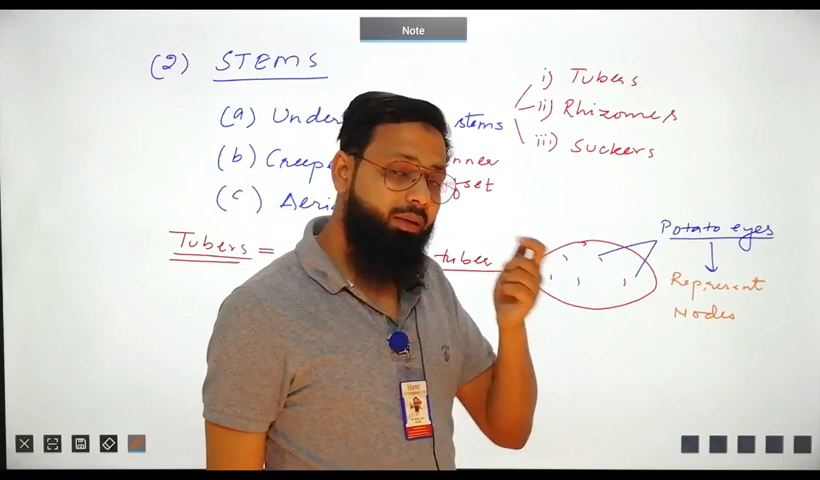 Note
(2) STEMS
(a) Under stems
i) Tubers
ii) Rhizomes
iii) Suckers
(b) Creep nner
set
(c) Aeri
Tubers = tuber
Potato eyes
Represent
Nodes